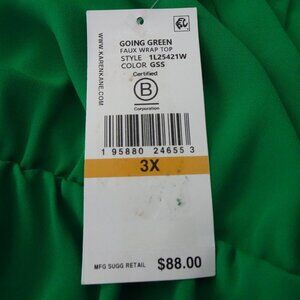 WWW.KARENKANE.COM
GOING GREEN
FAUX WRAP TOP
STYLE 1L25421W
COLOR GSS
Certified
B
Corporation
1 95880 24655 3
3X
MFG SUGG RETAIL $88.00